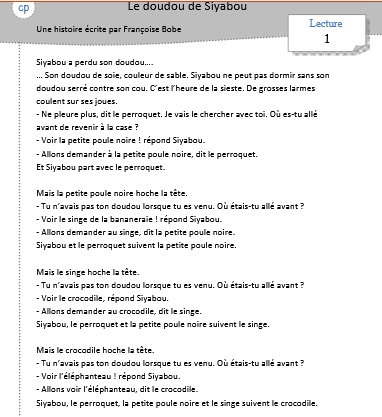 cp
Le doudou de Siyabou
Une histoire écrite par Françoise Bobe
Lecture
1
Siyabou a perdu son doudou....
... Son doudou de soie, couleur de sable. Siyabou ne peut pas dormir sans son
doudou serré contre son cou. C'est l'heure de la sieste. De grosses larmes
coulent sur ses joues.
- Ne pleure plus, dit le perroquet. Je vais le chercher avec toi. Où es-tu allé
avant de revenir à la case ?
- Voir la petite poule noire ! répond Siyabou.
- Allons demander à la petite poule noire, dit le perroquet.
Et Siyabou part avec le perroquet.
Mais la petite poule noire hoche la tête.
- Tu n'avais pas ton doudou lorsque tu es venu. Où étais-tu allé avant ?
- Voir le singe de la bananeraie ! répond Siyabou.
- Allons demander au singe, dit la petite poule noire.
Siyabou et le perroquet suivent la petite poule noire.
Mais le singe hoche la tête.
- Tu n'avais pas ton doudou lorsque tu es venu. Où étais-tu allé avant ?
- Voir le crocodile, répond Siyabou.
- Allons demander au crocodile, dit le singe.
Siyabou, le perroquet et la petite poule noire suivent le singe.
Mais le crocodile hoche la tête.
- Tu n'avais pas ton doudou lorsque tu es venu. Où étais-tu allé avant ?
- Voir l'éléphanteau ! répond Siyabou.
- Allons voir l'éléphanteau, dit le crocodile.
Siyabou, le perroquet, la petite poule noire et le singe suivent le crocodile.